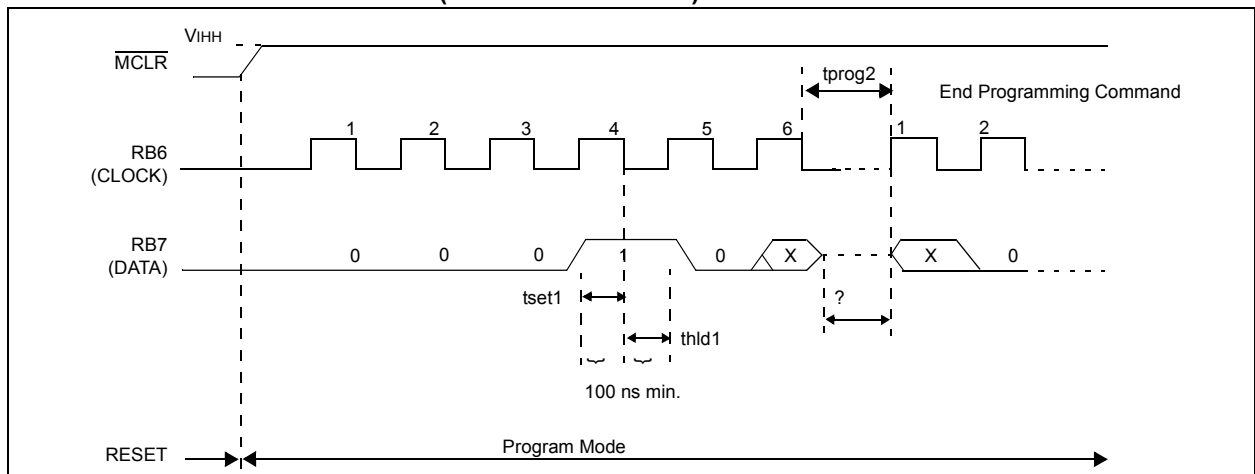 VIHH
MCLR
tprog2
End Programming Command
1 2 3 4 5 6 1 2
RB6
(CLOCK)
RB7
(DATA)
0 0 0 1 0 X X 0
tset1
?
thld1
100 ns min.
Program Mode
RESET